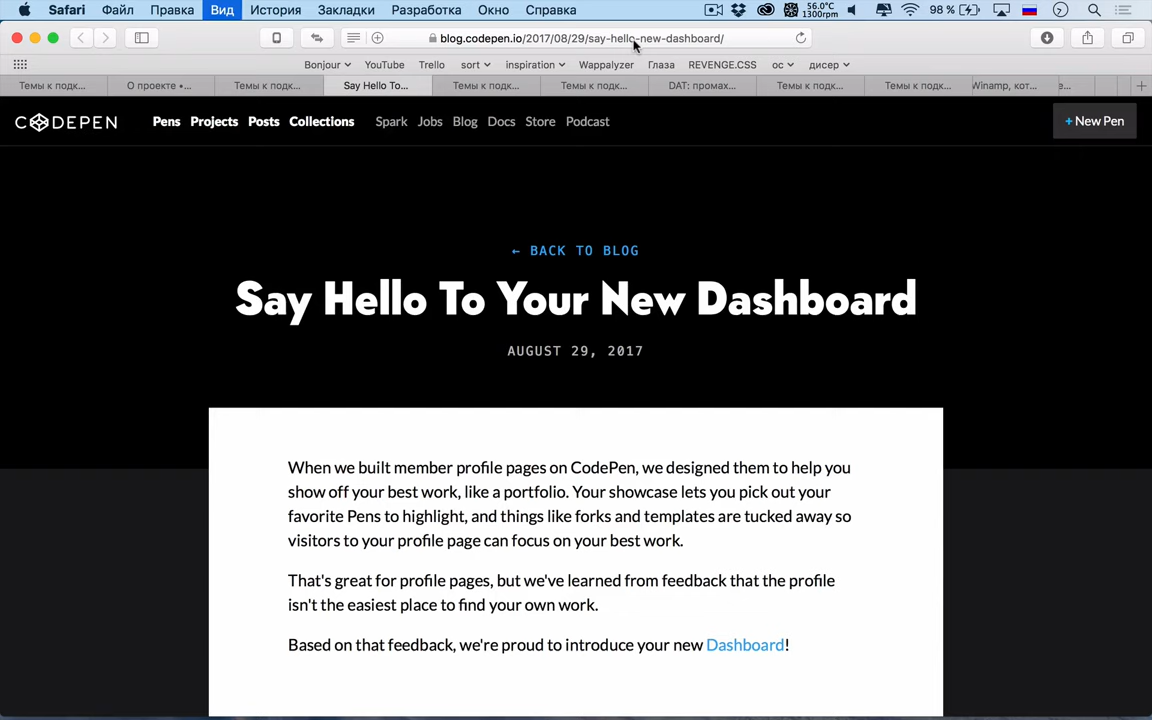 Safari Файл Правка Вид История Закладки Разработка Окно Справка 56.0°C 1300rpm 98 %
blog.codepen.io/2017/08/29/say-hello-new-dashboard/
Bonjour YouTube Trello sort inspiration Wappalyzer Глаза REVENGE.CSS ос дисер
Темы к подк... О проекте •... Темы к подк... Say Hello To... Темы к подк... Темы к подк... DAT: промах... Темы к подк... Темы к подк... Winamp, кот... е...
CODEPEN Pens Projects Posts Collections Spark Jobs Blog Docs Store Podcast + New Pen
← BACK TO BLOG
Say Hello To Your New Dashboard
AUGUST 29, 2017
When we built member profile pages on CodePen, we designed them to help you
show off your best work, like a portfolio. Your showcase lets you pick out your
favorite Pens to highlight, and things like forks and templates are tucked away so
visitors to your profile page can focus on your best work.
That's great for profile pages, but we've learned from feedback that the profile
isn't the easiest place to find your own work.
Based on that feedback, we're proud to introduce your new Dashboard!